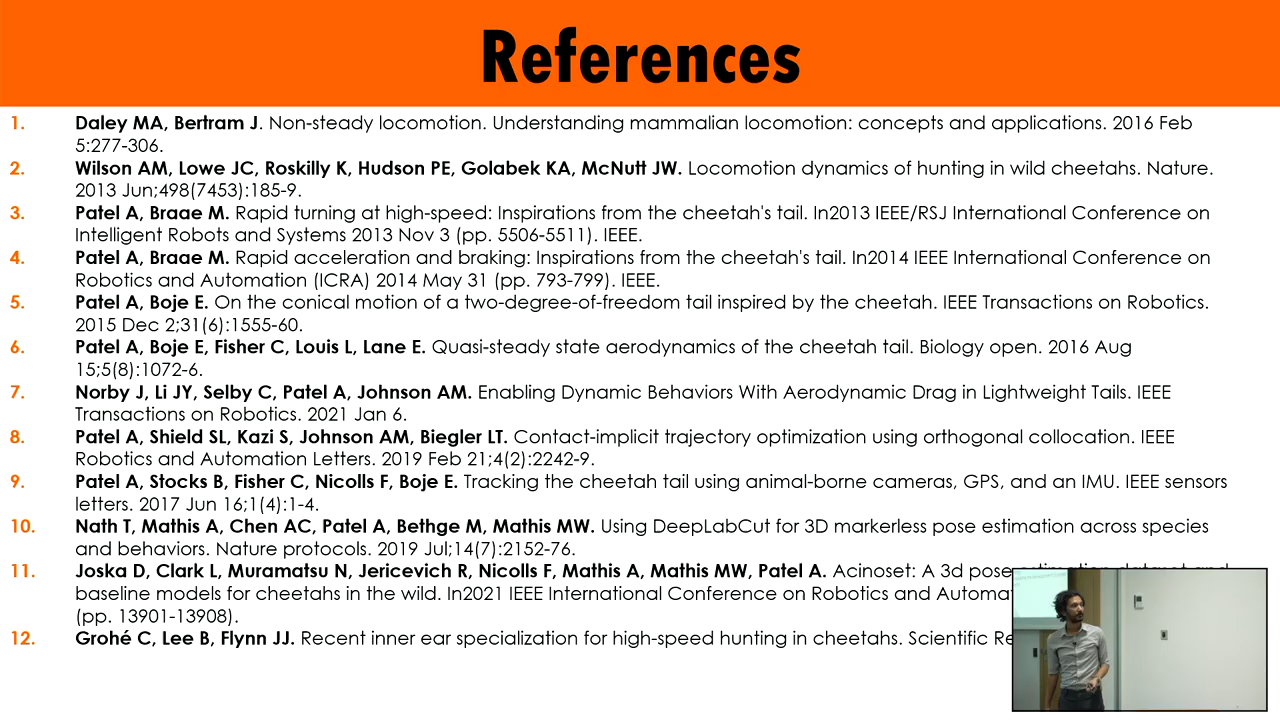 References
1. Daley MA, Bertram J. Non-steady locomotion. Understanding mammalian locomotion: concepts and applications. 2016 Feb
5:277-306.
2. Wilson AM, Lowe JC, Roskilly K, Hudson PE, Golabek KA, McNutt JW. Locomotion dynamics of hunting in wild cheetahs. Nature.
2013 Jun;498(7453):185-9.
3. Patel A, Braae M. Rapid turning at high-speed: Inspirations from the cheetah's tail. In2013 IEEE/RSJ International Conference on
Intelligent Robots and Systems 2013 Nov 3 (pp. 5506-5511). IEEE.
4. Patel A, Braae M. Rapid acceleration and braking: Inspirations from the cheetah's tail. In2014 IEEE International Conference on
Robotics and Automation (ICRA) 2014 May 31 (pp. 793-799). IEEE.
5. Patel A, Boje E. On the conical motion of a two-degree-of-freedom tail inspired by the cheetah. IEEE Transactions on Robotics.
2015 Dec 2;31(6):1555-60.
6. Patel A, Boje E, Fisher C, Louis L, Lane E. Quasi-steady state aerodynamics of the cheetah tail. Biology open. 2016 Aug
15;5(8):1072-6.
7. Norby J, Li JY, Selby C, Patel A, Johnson AM. Enabling Dynamic Behaviors With Aerodynamic Drag in Lightweight Tails. IEEE
Transactions on Robotics. 2021 Jan 6.
8. Patel A, Shield SL, Kazi S, Johnson AM, Biegler LT. Contact-implicit trajectory optimization using orthogonal collocation. IEEE
Robotics and Automation Letters. 2019 Feb 21;4(2):2242-9.
9. Patel A, Stocks B, Fisher C, Nicolls F, Boje E. Tracking the cheetah tail using animal-borne cameras, GPS, and an IMU. IEEE sensors
letters. 2017 Jun 16;1(4):1-4.
10. Nath T, Mathis A, Chen AC, Patel A, Bethge M, Mathis MW. Using DeepLabCut for 3D markerless pose estimation across species
and behaviors. Nature protocols. 2019 Jul;14(7):2152-76.
11. Joska D, Clark L, Muramatsu N, Jericevich R, Nicolls F, Mathis A, Mathis MW, Patel A. Acinoset: A 3d pose estimation dataset and
baseline models for cheetahs in the wild. In2021 IEEE International Conference on Robotics and
(pp. 13901-13908).
12. Grohé C, Lee B, Flynn JJ. Recent inner ear specialization for high-speed hunting in cheetahs. Scientific